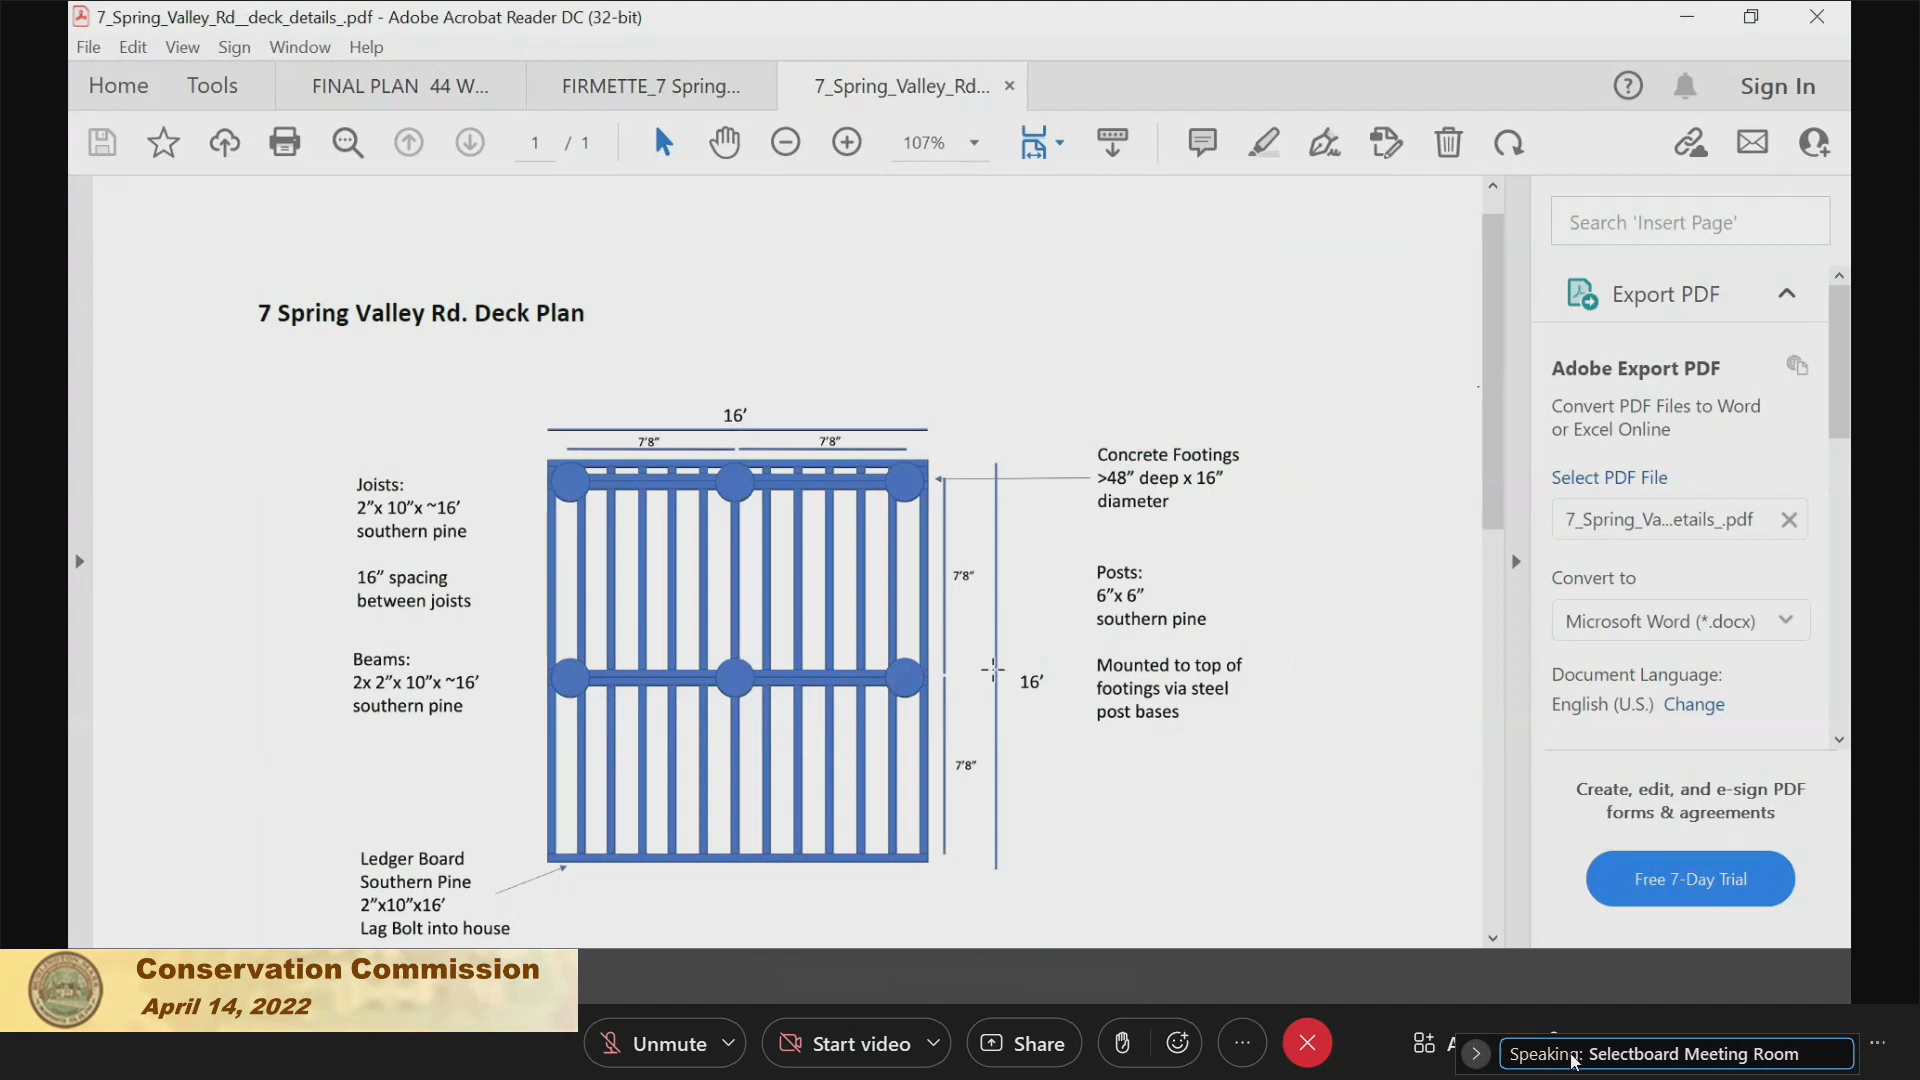 7_Spring_Valley_Rd__deck_details_.pdf - Adobe Acrobat Reader DC (32-bit)
File Edit View Sign Window Help
Home Tools FINAL PLAN 44 W... FIRMETTE_7 Spring... 7_Spring_Valley_Rd... × Sign In
1 / 1 107%
Search 'Insert Page'
Export PDF
Adobe Export PDF
Convert PDF Files to Word
or Excel Online
Select PDF File
7_Spring_Va...etails_.pdf
Convert to
Microsoft Word (*.docx)
Document Language:
English (U.S.) Change
Create, edit, and e-sign PDF
forms & agreements
Free 7-Day Trial
7 Spring Valley Rd. Deck Plan
16’
7’8” 7’8”
Joists:
2”x 10”x ~16’
southern pine
16” spacing
between joists
Beams:
2x 2”x 10”x ~16’
southern pine
Ledger Board
Southern Pine
2”x10”x16’
Lag Bolt into house
7’8”
16’
7’8”
Concrete Footings
>48” deep x 16”
diameter
Posts:
6”x 6”
southern pine
Mounted to top of
footings via steel
post bases
Conservation Commission
April 14, 2022
Unmute Start video Share
Speaking: Selectboard Meeting Room